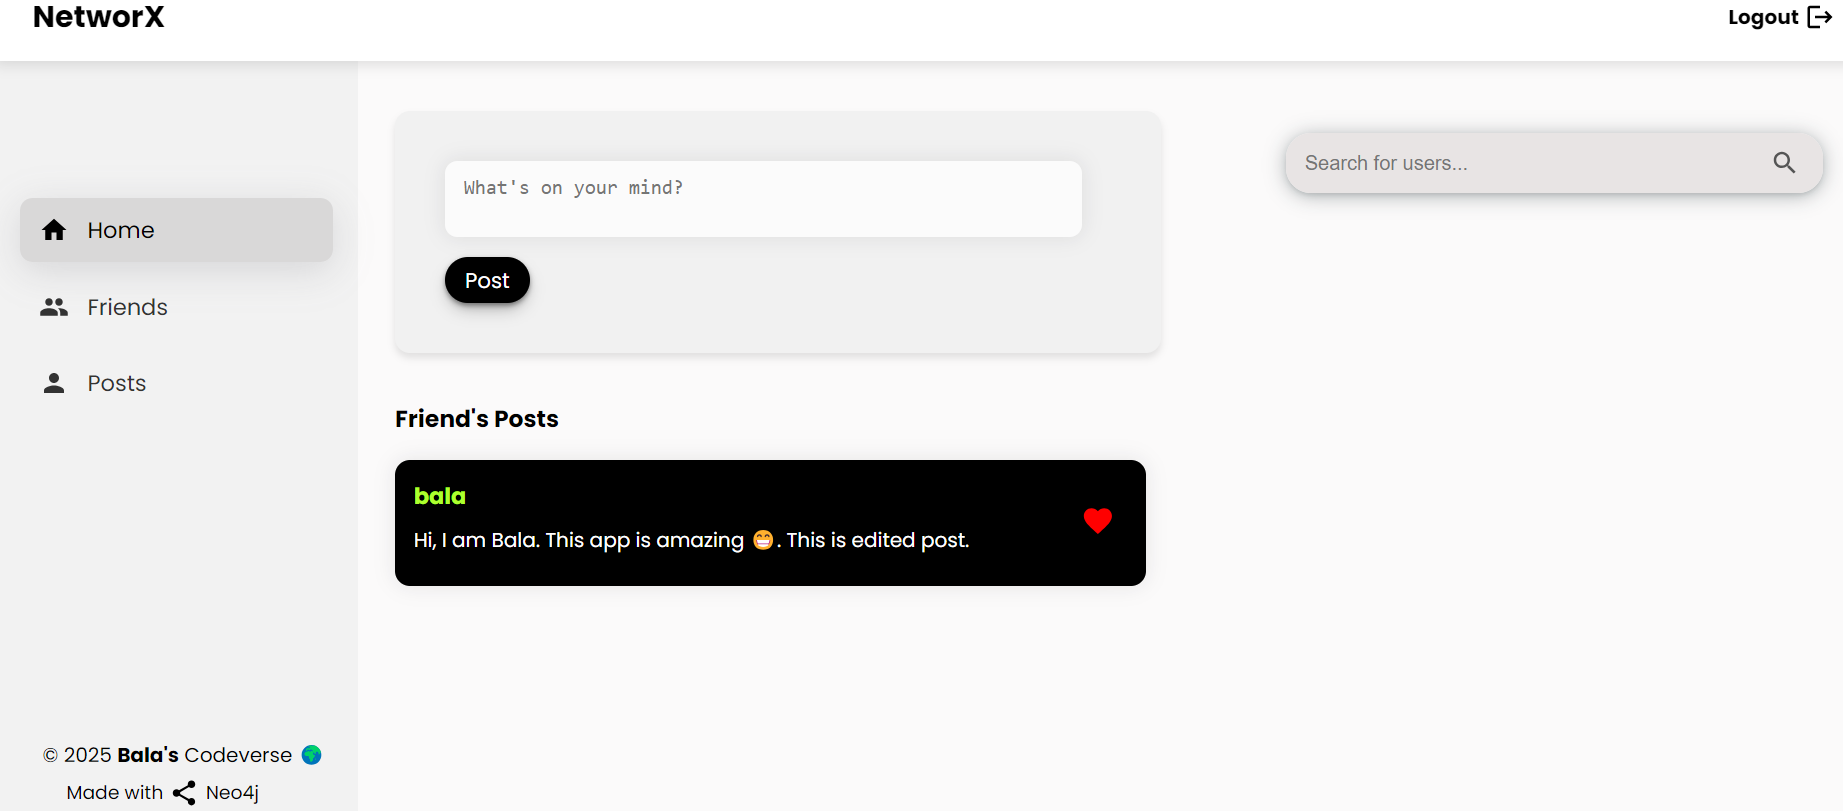 NetworX
Logout
Home
Friends
Posts
What's on your mind?
Post
Search for users...
Friend's Posts
bala
Hi, I am Bala. This app is amazing 😁. This is edited post.
© 2025 Bala's Codeverse 🌍
Made with Neo4j